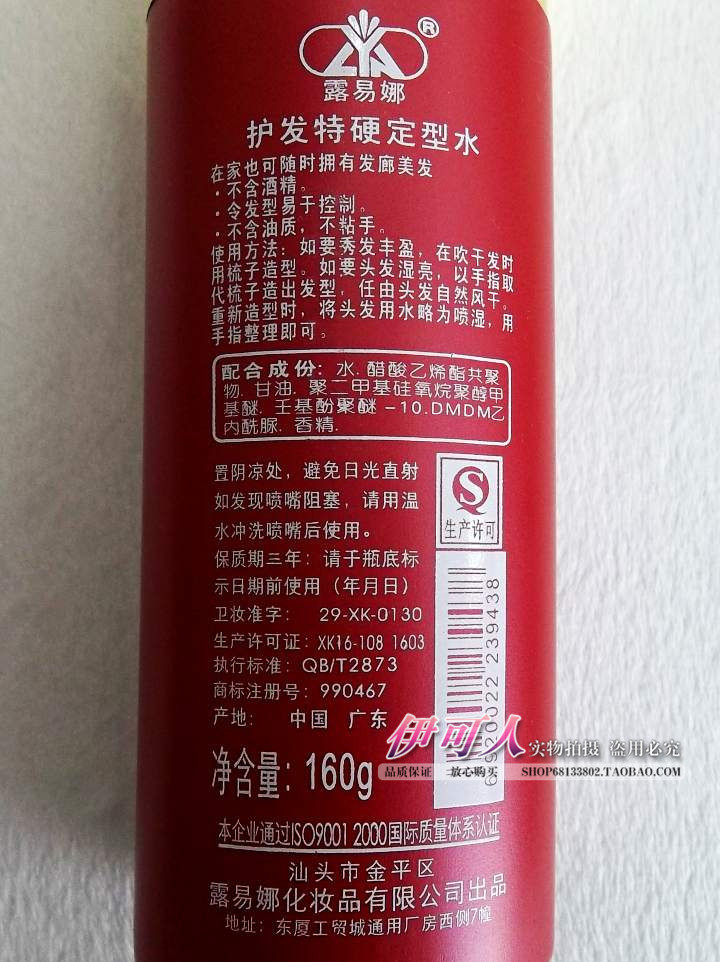 LYA®
露易娜
护发特硬定型水
在家也可随时拥有发廊美发
·不含酒精。
·令发型易于控制。
·不含油质，不粘手。
使用方法：如要秀发丰盈，在吹干发时
用梳子造型。如要头发湿亮，以手指取
代梳子造出发型，任由头发自然风干。
重新造型时，将头发用水略为喷湿，用
手指整理即可。
配合成份：水. 醋酸乙烯酯共聚
物. 甘油. 聚二甲基硅氧烷聚醇甲
基醚. 壬基酚聚醚-10.DMDM乙
内酰脲. 香精.
置阴凉处，避免日光直射
如发现喷嘴阻塞，请用温
水冲洗喷嘴后使用。
保质期三年：请于瓶底标
示日期前使用（年月日）
卫妆准字：29-XK-0130
生产许可证：XK16-108 1603
执行标准：QB/T2873
商标注册号：990467
产地：中国 广东
净含量：160g
生产许可
239438
伊可人
品质保证 放心购买
实物拍摄 盗用必究
SHOP68133802.TAOBAO.COM
本企业通过ISO9001 2000国际质量体系认证
汕头市金平区
露易娜化妆品有限公司出品
地址：东厦工贸城通用厂房西侧7幢